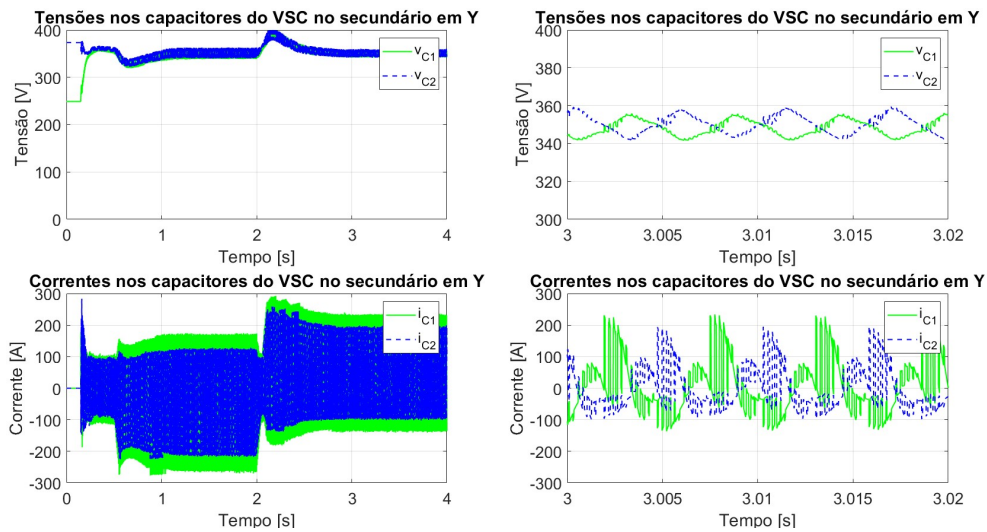 Tensões nos capacitores do VSC no secundário em Y
400
300
200
100
0
Tensão [V]
v_C1
v_C2
0 1 2 3 4
Tempo [s]
Tensões nos capacitores do VSC no secundário em Y
400
380
360
340
320
300
Tensão [V]
v_C1
v_C2
3 3.005 3.01 3.015 3.02
Tempo [s]
Correntes nos capacitores do VSC no secundário em Y
300
200
100
0
-100
-200
-300
Corrente [A]
i_C1
i_C2
0 1 2 3 4
Tempo [s]
Correntes nos capacitores do VSC no secundário em Y
300
200
100
0
-100
-200
-300
Corrente [A]
i_C1
i_C2
3 3.005 3.01 3.015 3.02
Tempo [s]